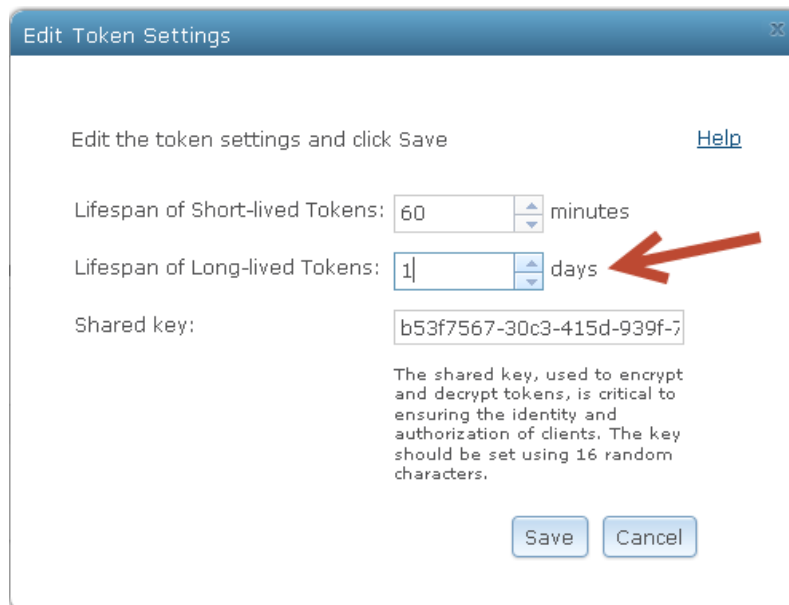 Edit Token Settings
x
Edit the token settings and click Save
Help
Lifespan of Short-lived Tokens: 60 minutes
Lifespan of Long-lived Tokens: 1 days
Shared key: b53f7567-30c3-415d-939f-7
The shared key, used to encrypt
and decrypt tokens, is critical to
ensuring the identity and
authorization of clients. The key
should be set using 16 random
characters.
Save Cancel